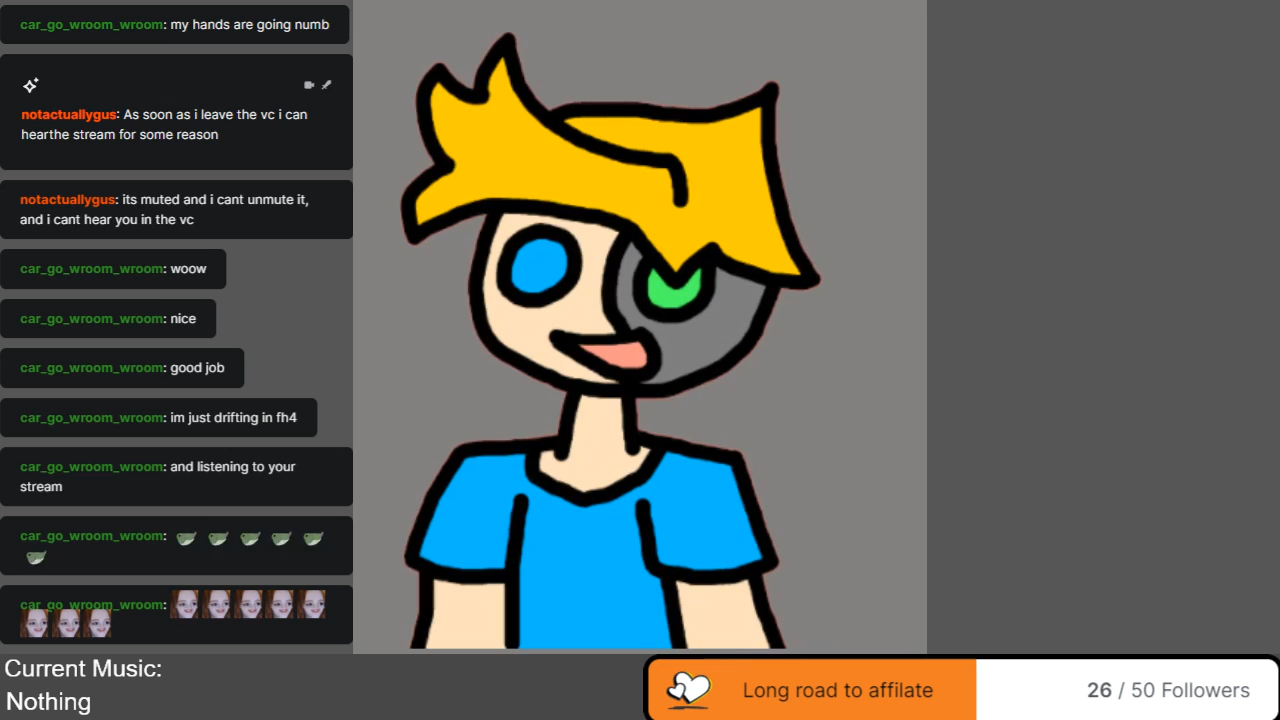 car_go_wroom_wroom: my hands are going numb
notactuallygus: As soon as i leave the vc i can
hearthe stream for some reason
notactuallygus: its muted and i cant unmute it,
and i cant hear you in the vc
car_go_wroom_wroom: woow
car_go_wroom_wroom: nice
car_go_wroom_wroom: good job
car_go_wroom_wroom: im just drifting in fh4
car_go_wroom_wroom: and listening to your
stream
car_go_wroom_wroom:
car_go_wroom_wroom:
Current Music:
Nothing
Long road to affilate
26 / 50 Followers